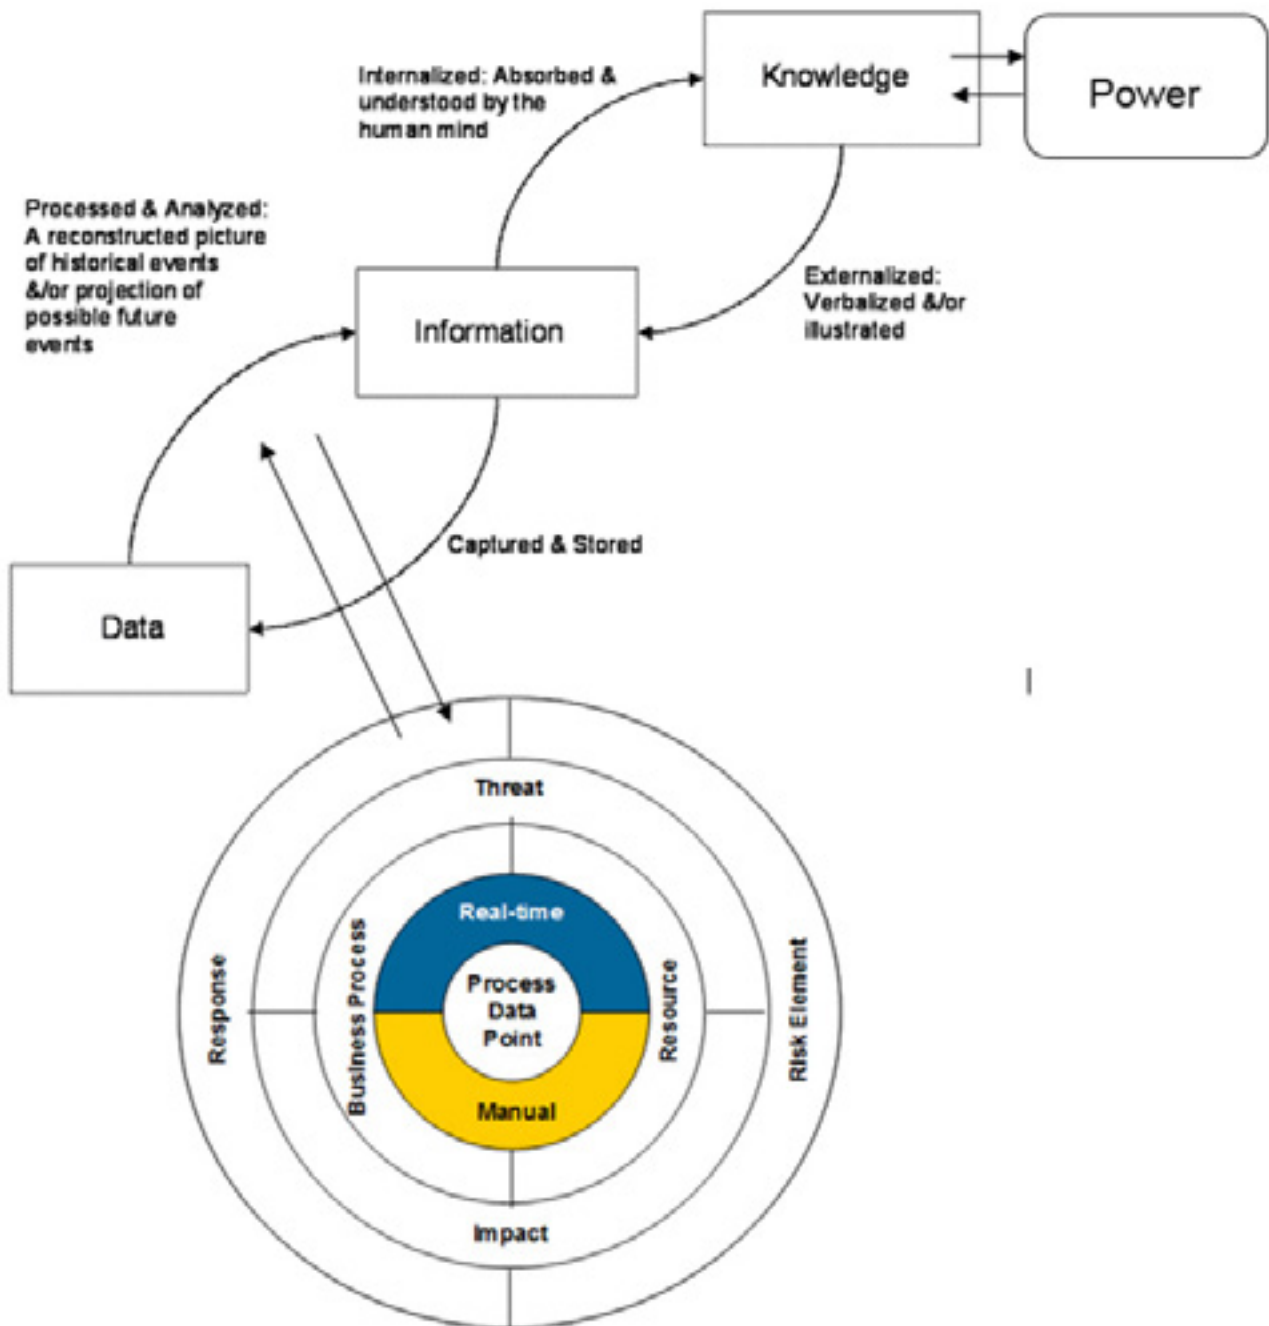 Internalized: Absorbed &
understood by the
human mind
Knowledge
Power
Processed & Analyzed:
A reconstructed picture
of historical events
&/or projection of
possible future
events
Externalized:
Verbalized &/or
illustrated
Information
Captured & Stored
Data
Threat
Real-time
Process
Data
Point
Business Process
Resource
Response
Risk Element
Manual
Impact